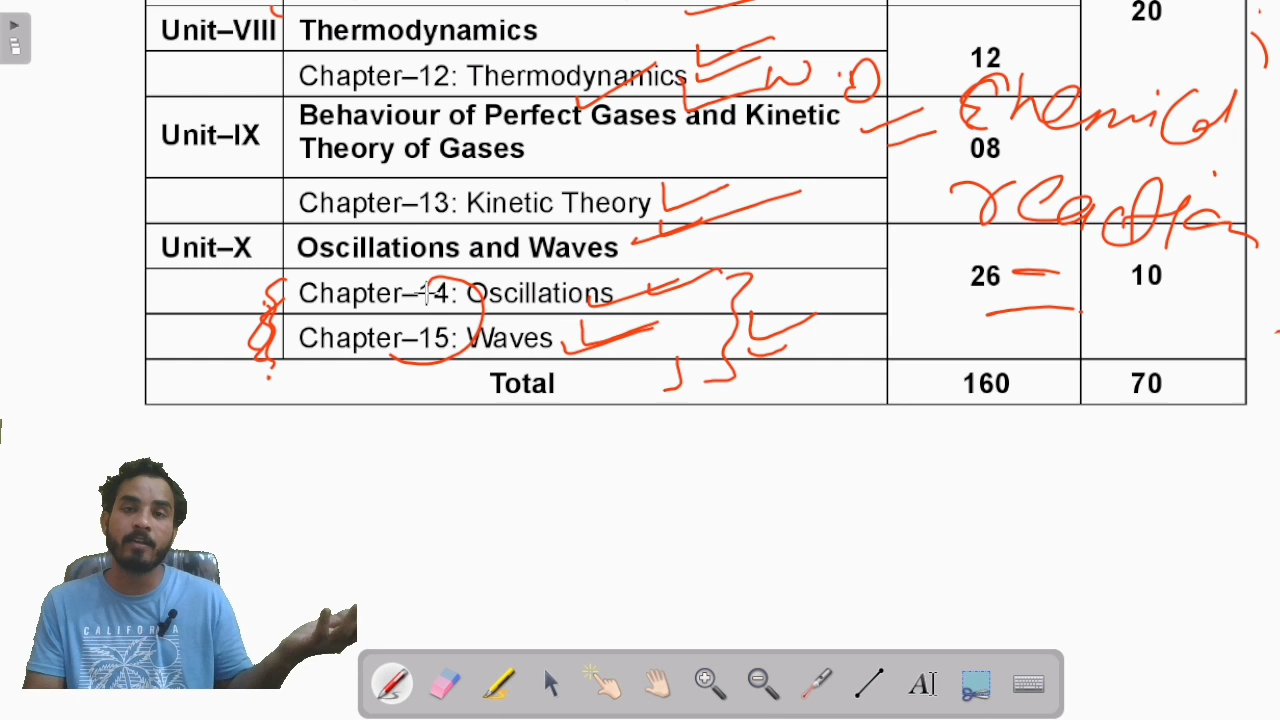 20
Unit–VIII Thermodynamics
12
Chapter–12: Thermodynamics W.D
Unit–IX Behaviour of Perfect Gases and Kinetic Theory of Gases 08
Chemical
reaction
Chapter–13: Kinetic Theory
Unit–X Oscillations and Waves
26 10
Chapter–14: Oscillations
Chapter–15: Waves
Total 160 70
CALIFORNIA
AI